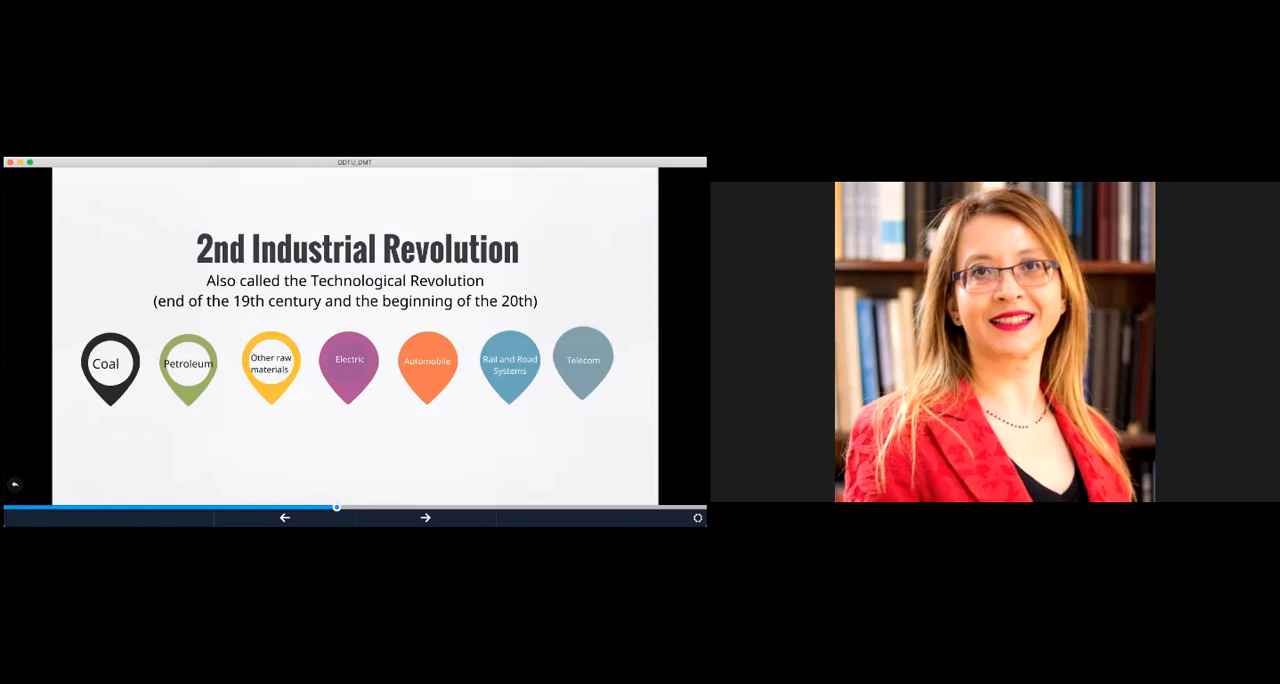 ODTU_DMT
2nd Industrial Revolution
Also called the Technological Revolution
(end of the 19th century and the beginning of the 20th)
Coal
Petroleum
Other raw
materials
Electric
Automobile
Rail and Road
Systems
Telecom